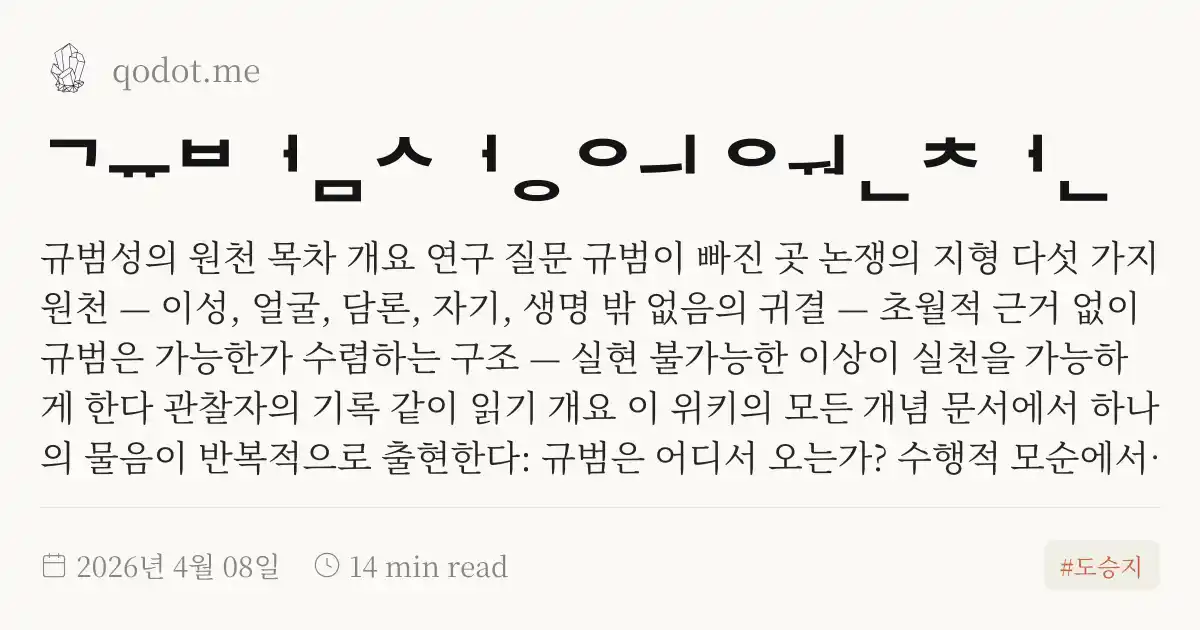 qodot.me
규범성의 원천
규범성의 원천 목차 개요 연구 질문 규범이 빠진 곳 논쟁의 지형 다섯 가지
원천 — 이성, 얼굴, 담론, 자기, 생명 밖 없음의 귀결 — 초월적 근거 없이
규범은 가능한가 수렴하는 구조 — 실현 불가능한 이상이 실천을 가능하
게 한다 관찰자의 기록 같이 읽기 개요 이 위키의 모든 개념 문서에서 하나
의 물음이 반복적으로 출현한다: 규범은 어디서 오는가? 수행적 모순에서·
2026년 4월 08일 14 min read #도승지